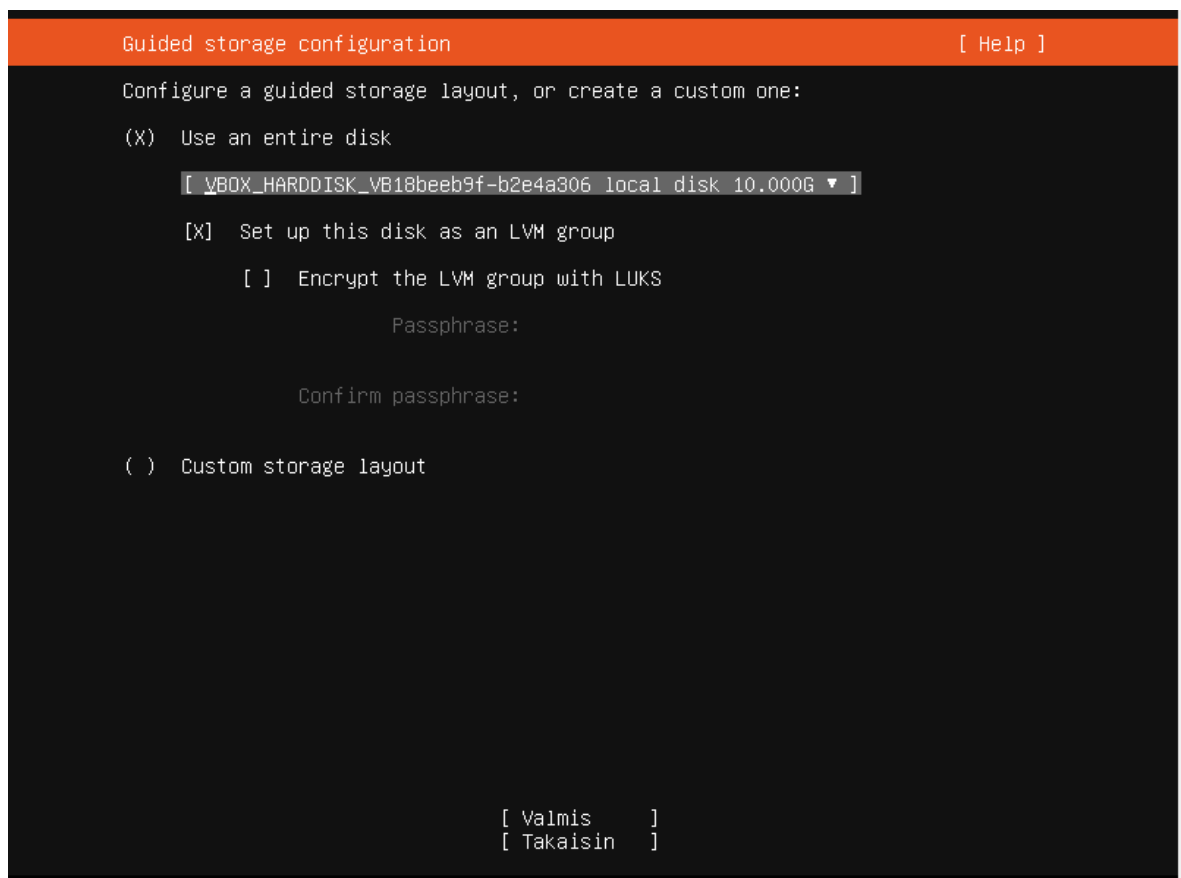 Guided storage configuration [ Help ]
Configure a guided storage layout, or create a custom one:
(X) Use an entire disk
[ VBOX_HARDDISK_VB18beeb9f-b2e4a306 local disk 10.000G ▾ ]
[X] Set up this disk as an LVM group
[ ] Encrypt the LVM group with LUKS
Passphrase:
Confirm passphrase:
( ) Custom storage layout
[ Valmis ]
[ Takaisin ]